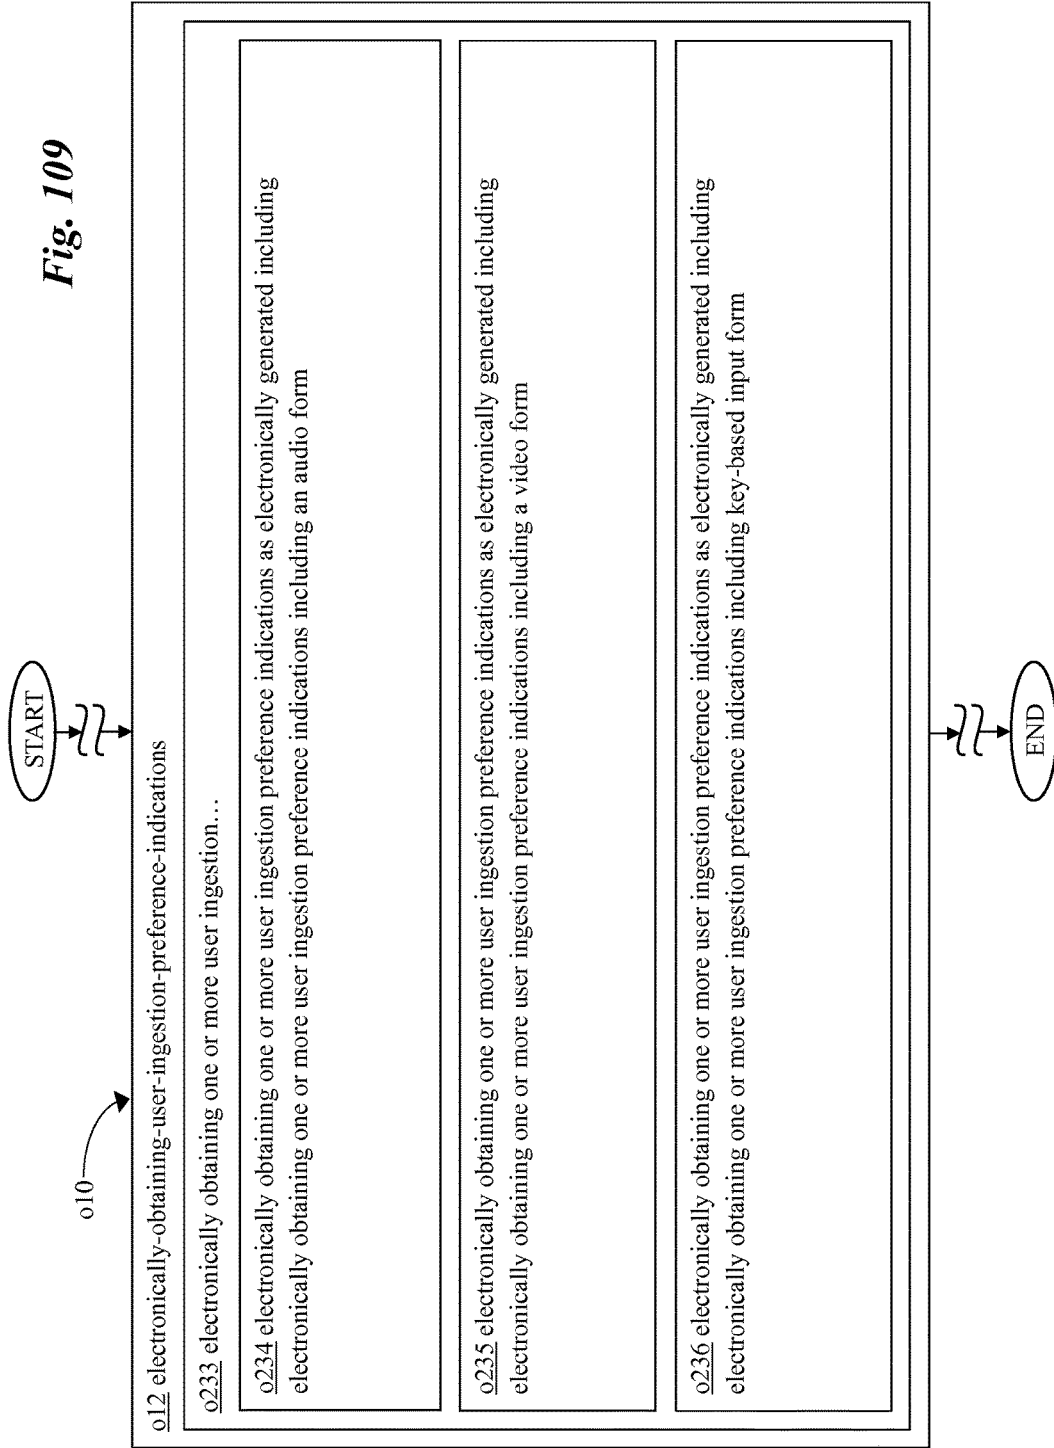 Fig. 109
START
o10
o12 electronically-obtaining-user-ingestion-preference-indications
o233 electronically obtaining one or more user ingestion…
o234 electronically obtaining one or more user ingestion preference indications as electronically generated including
electronically obtaining one or more user ingestion preference indications including an audio form
o235 electronically obtaining one or more user ingestion preference indications as electronically generated including
electronically obtaining one or more user ingestion preference indications including a video form
o236 electronically obtaining one or more user ingestion preference indications as electronically generated including
electronically obtaining one or more user ingestion preference indications including key-based input form
END